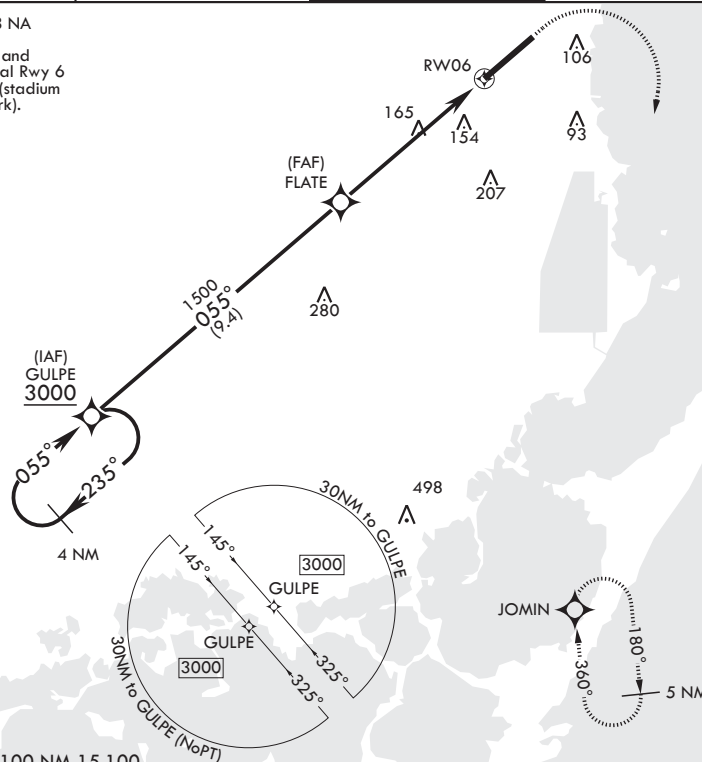 3 NA
and
al Rwy 6
(stadium
rk).
RW06
106
165
154
93
207
(FAF)
FLATE
1500
055°
(9.4)
280
(IAF)
GULPE
3000
055°
235°
4 NM
498
30NM to GULPE
145°
3000
GULPE
325°
145°
GULPE
3000
325°
30NM to GULPE (NoPT)
JOMIN
180°
360°
5 NM
100 NM 15,100